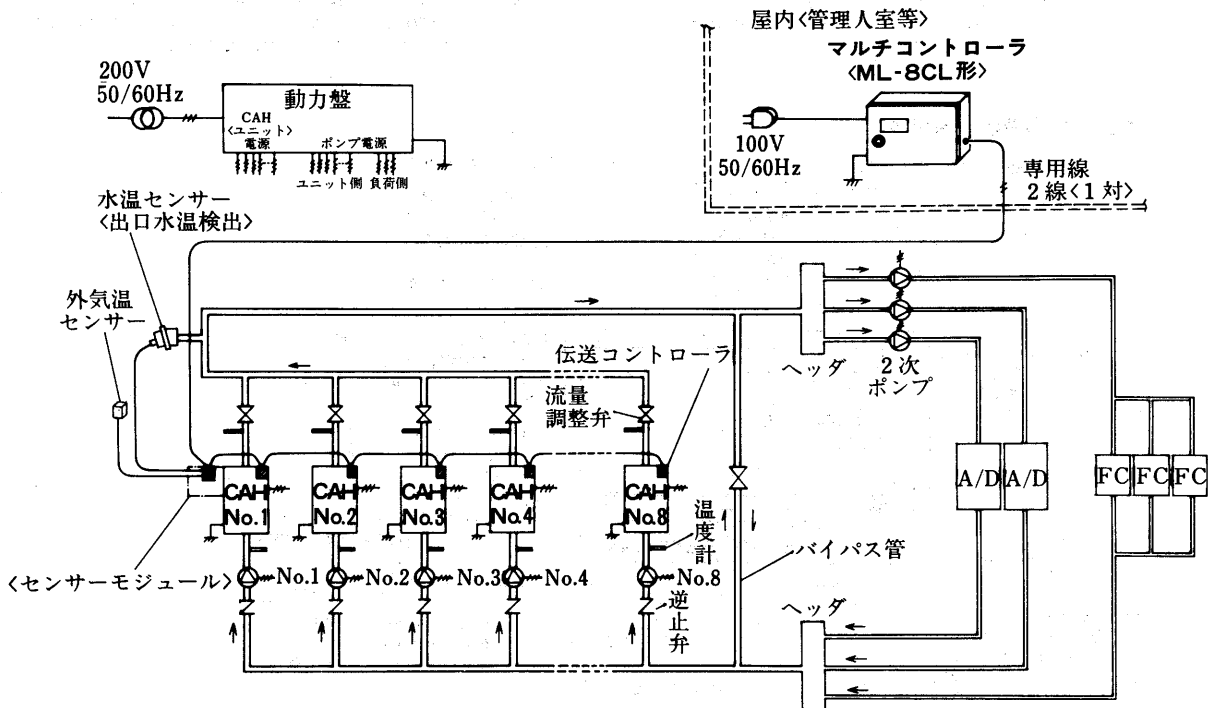 屋内<管理人室等>
マルチコントローラ
<ML-8CL形>
200V
50/60Hz
動力盤
CAH
<ユニット>
電源
ポンプ電源
ユニット側
負荷側
100V
50/60Hz
専用線
2線<1対>
水温センサー
<出口水温検出>
外気温
センサー
伝送コントローラ
流量
調整弁
ヘッダ
2次
ポンプ
CAH
No.1
CAH
No.2
CAH
No.3
CAH
No.4
CAH
No.8
A/D
A/D
FC
FC
FC
温度計
バイパス管
<センサーモジュール>
No.1
No.2
No.3
No.4
No.8
逆止弁
ヘッダ